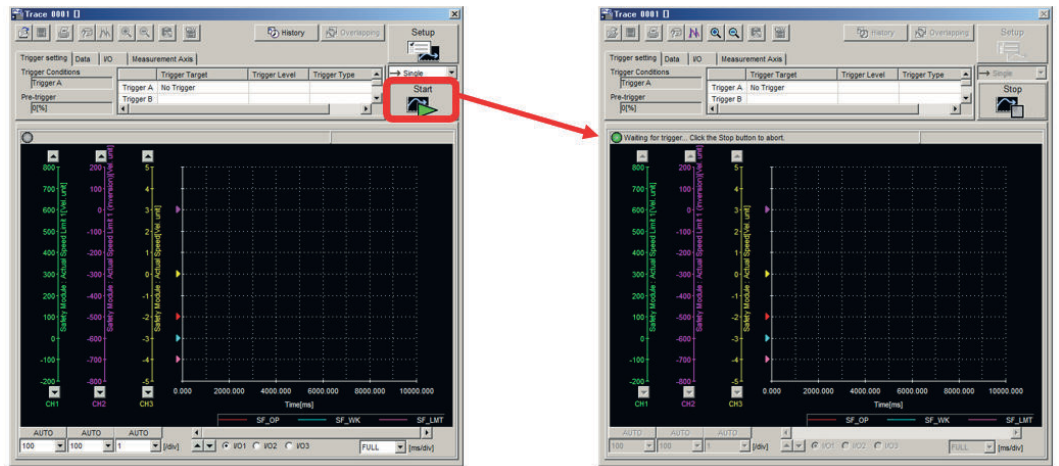 Trace 0001 []
History
Overlapping
Setup
Trigger setting Data I/O Measurement Axis
Trigger Conditions
Trigger A
Pre-trigger
0[%]
Trigger Target Trigger Level Trigger Type
Trigger A No Trigger
Trigger B
Single
Start
800 200 5
700 100 4
600 0 3
500 -100 2
400 -200 1
300 -300 0
200 -400 -1
100 -500 -2
0 -600 -3
-100 -700 -4
-200 -800 -5
Safety Module : Actual Speed Limit 1[Vel. unit]
Safety Module : Actual Speed Limit 1 (Inversion)[Vel. unit]
Safety Module : Actual Speed[Vel. unit]
CH1 CH2 CH3
0.000 2000.000 4000.000 6000.000 8000.000 10000.000
Time[ms]
SF_OP SF_WK SF_LMT
AUTO AUTO AUTO
100 100 1 [/div] I/O1 I/O2 I/O3 FULL [ms/div]
Trace 0001 []
History
Overlapping
Setup
Trigger setting Data I/O Measurement Axis
Trigger Conditions
Trigger A
Pre-trigger
0[%]
Trigger Target Trigger Level Trigger Type
Trigger A No Trigger
Trigger B
Single
Stop
Waiting for trigger... Click the Stop button to abort.
800 200 5
700 100 4
600 0 3
500 -100 2
400 -200 1
300 -300 0
200 -400 -1
100 -500 -2
0 -600 -3
-100 -700 -4
-200 -800 -5
Safety Module : Actual Speed Limit 1[Vel. unit]
Safety Module : Actual Speed Limit 1 (Inversion)[Vel. unit]
Safety Module : Actual Speed[Vel. unit]
CH1 CH2 CH3
0.000 2000.000 4000.000 6000.000 8000.000 10000.000
Time[ms]
SF_OP SF_WK SF_LMT
AUTO AUTO AUTO
100 100 1 [/div] I/O1 I/O2 I/O3 FULL [ms/div]